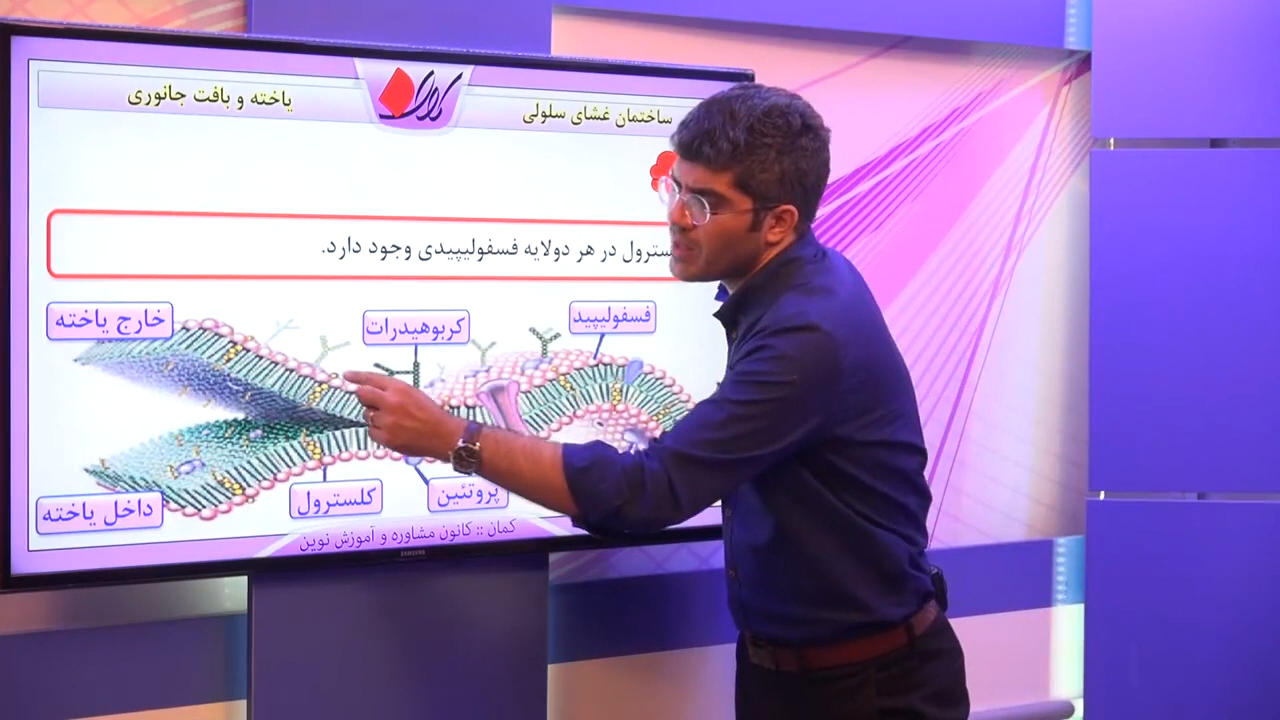 ساختمان غشای سلولی
یاخته و بافت جانوری
در هر دولایه فسفولیپیدی وجود دارد.
خارج یاخته
کربوهیدرات
فسفولیپید
داخل یاخته
کلسترول
پروتئین
کمان :: کانون مشاوره و آموزش نوین
SAMSUNG